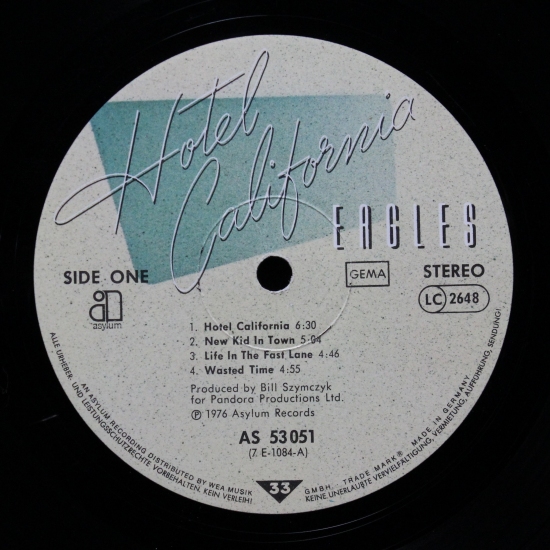 Hotel
California
EAGLES
SIDE ONE
GEMA
STEREO
asylum
LC 2648
1. Hotel California 6:30
2. New Kid In Town 5:04
3. Life In The Fast Lane 4:46
4. Wasted Time 4:55
Produced by Bill Szymczyk
for Pandora Productions Ltd.
℗ 1976 Asylum Records
AS 53 051
(7. E-1084-A)
33
AN ASYLUM RECORDING DISTRIBUTED BY WEA MUSIK GMBH. TRADE MARK ® MADE IN GERMANY
ALLE URHEBER- UND LEISTUNGSSCHUTZRECHTE VORBEHALTEN. KEIN VERLEIH! KEINE UNERLAUBTE VERVIELFÄLTIGUNG, VERMIETUNG, AUFFÜHRUNG, SENDUNG!